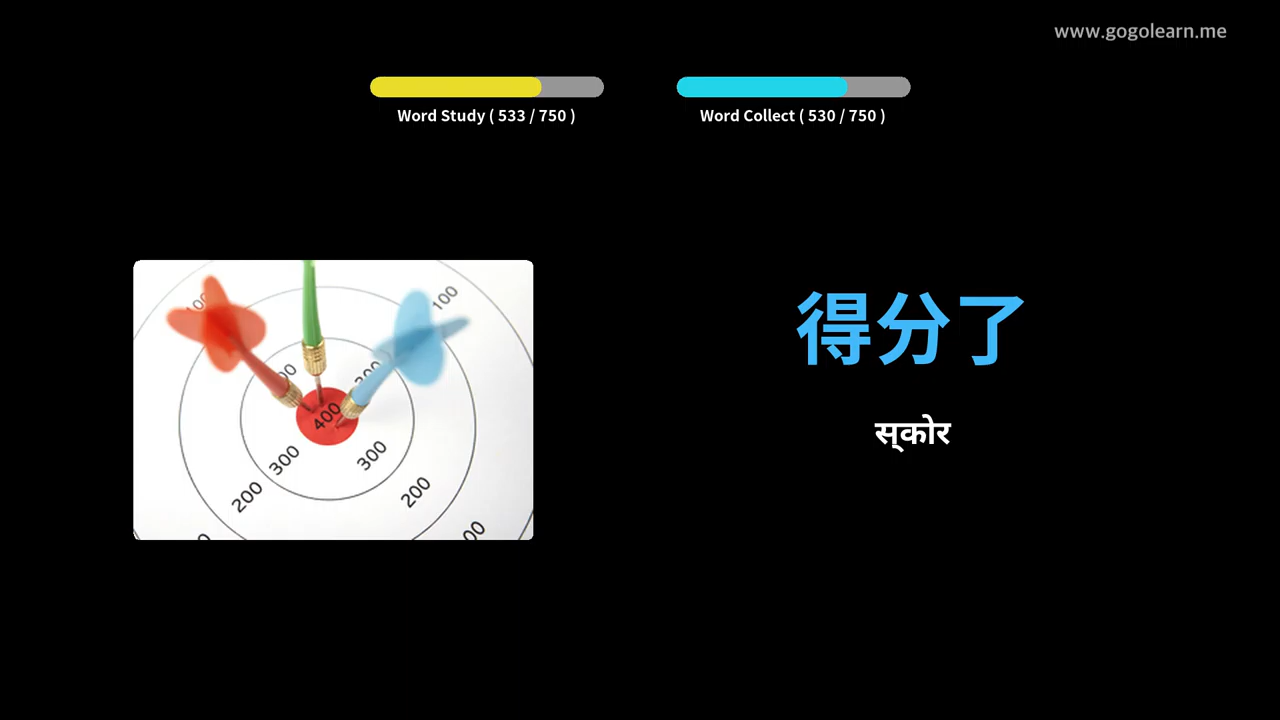 www.gogolearn.me
Word Study ( 533 / 750 )
Word Collect ( 530 / 750 )
得分了
स्कोर
100
100
400
300
300
200
200